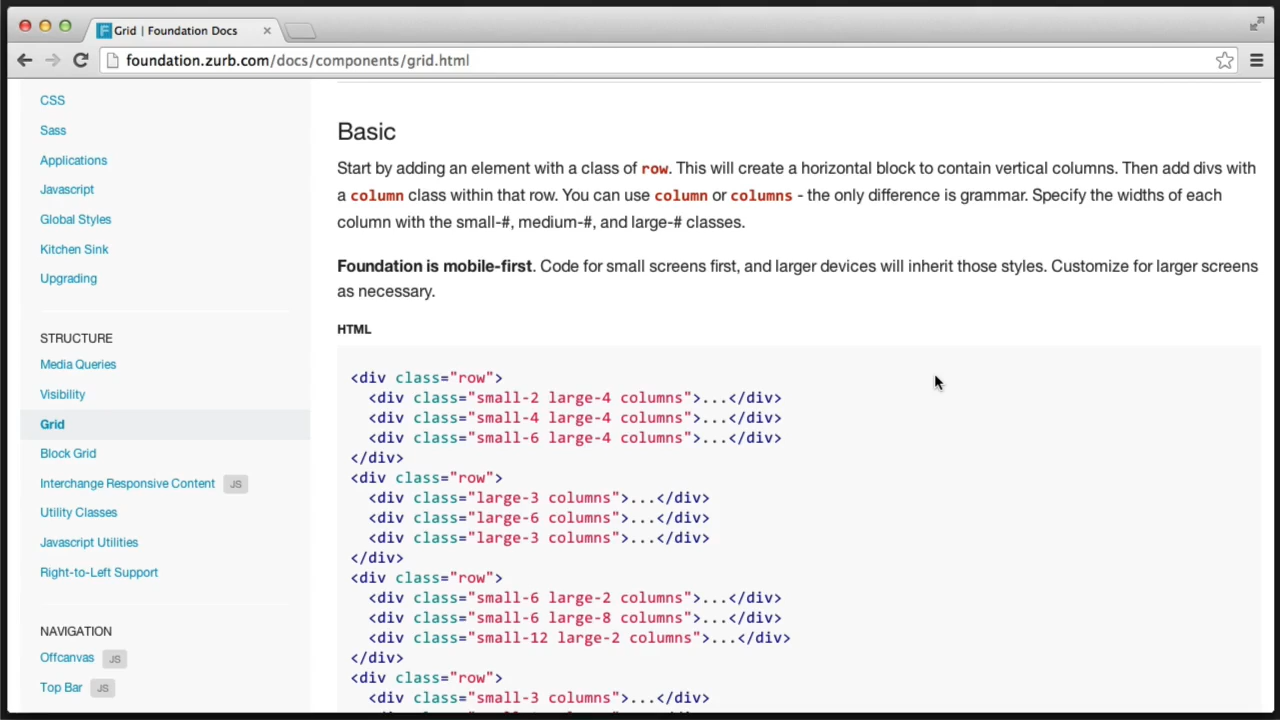 Grid | Foundation Docs
foundation.zurb.com/docs/components/grid.html
CSS
Sass
Applications
Javascript
Global Styles
Kitchen Sink
Upgrading
STRUCTURE
Media Queries
Visibility
Grid
Block Grid
Interchange Responsive Content JS
Utility Classes
Javascript Utilities
Right-to-Left Support
NAVIGATION
Offcanvas JS
Top Bar JS
Basic
Start by adding an element with a class of row. This will create a horizontal block to contain vertical columns. Then add divs with
a column class within that row. You can use column or columns - the only difference is grammar. Specify the widths of each
column with the small-#, medium-#, and large-# classes.
Foundation is mobile-first. Code for small screens first, and larger devices will inherit those styles. Customize for larger screens
as necessary.
HTML
<div class="row">
  <div class="small-2 large-4 columns">...</div>
  <div class="small-4 large-4 columns">...</div>
  <div class="small-6 large-4 columns">...</div>
</div>
<div class="row">
  <div class="large-3 columns">...</div>
  <div class="large-6 columns">...</div>
  <div class="large-3 columns">...</div>
</div>
<div class="row">
  <div class="small-6 large-2 columns">...</div>
  <div class="small-6 large-8 columns">...</div>
  <div class="small-12 large-2 columns">...</div>
</div>
<div class="row">
  <div class="small-3 columns">...</div>